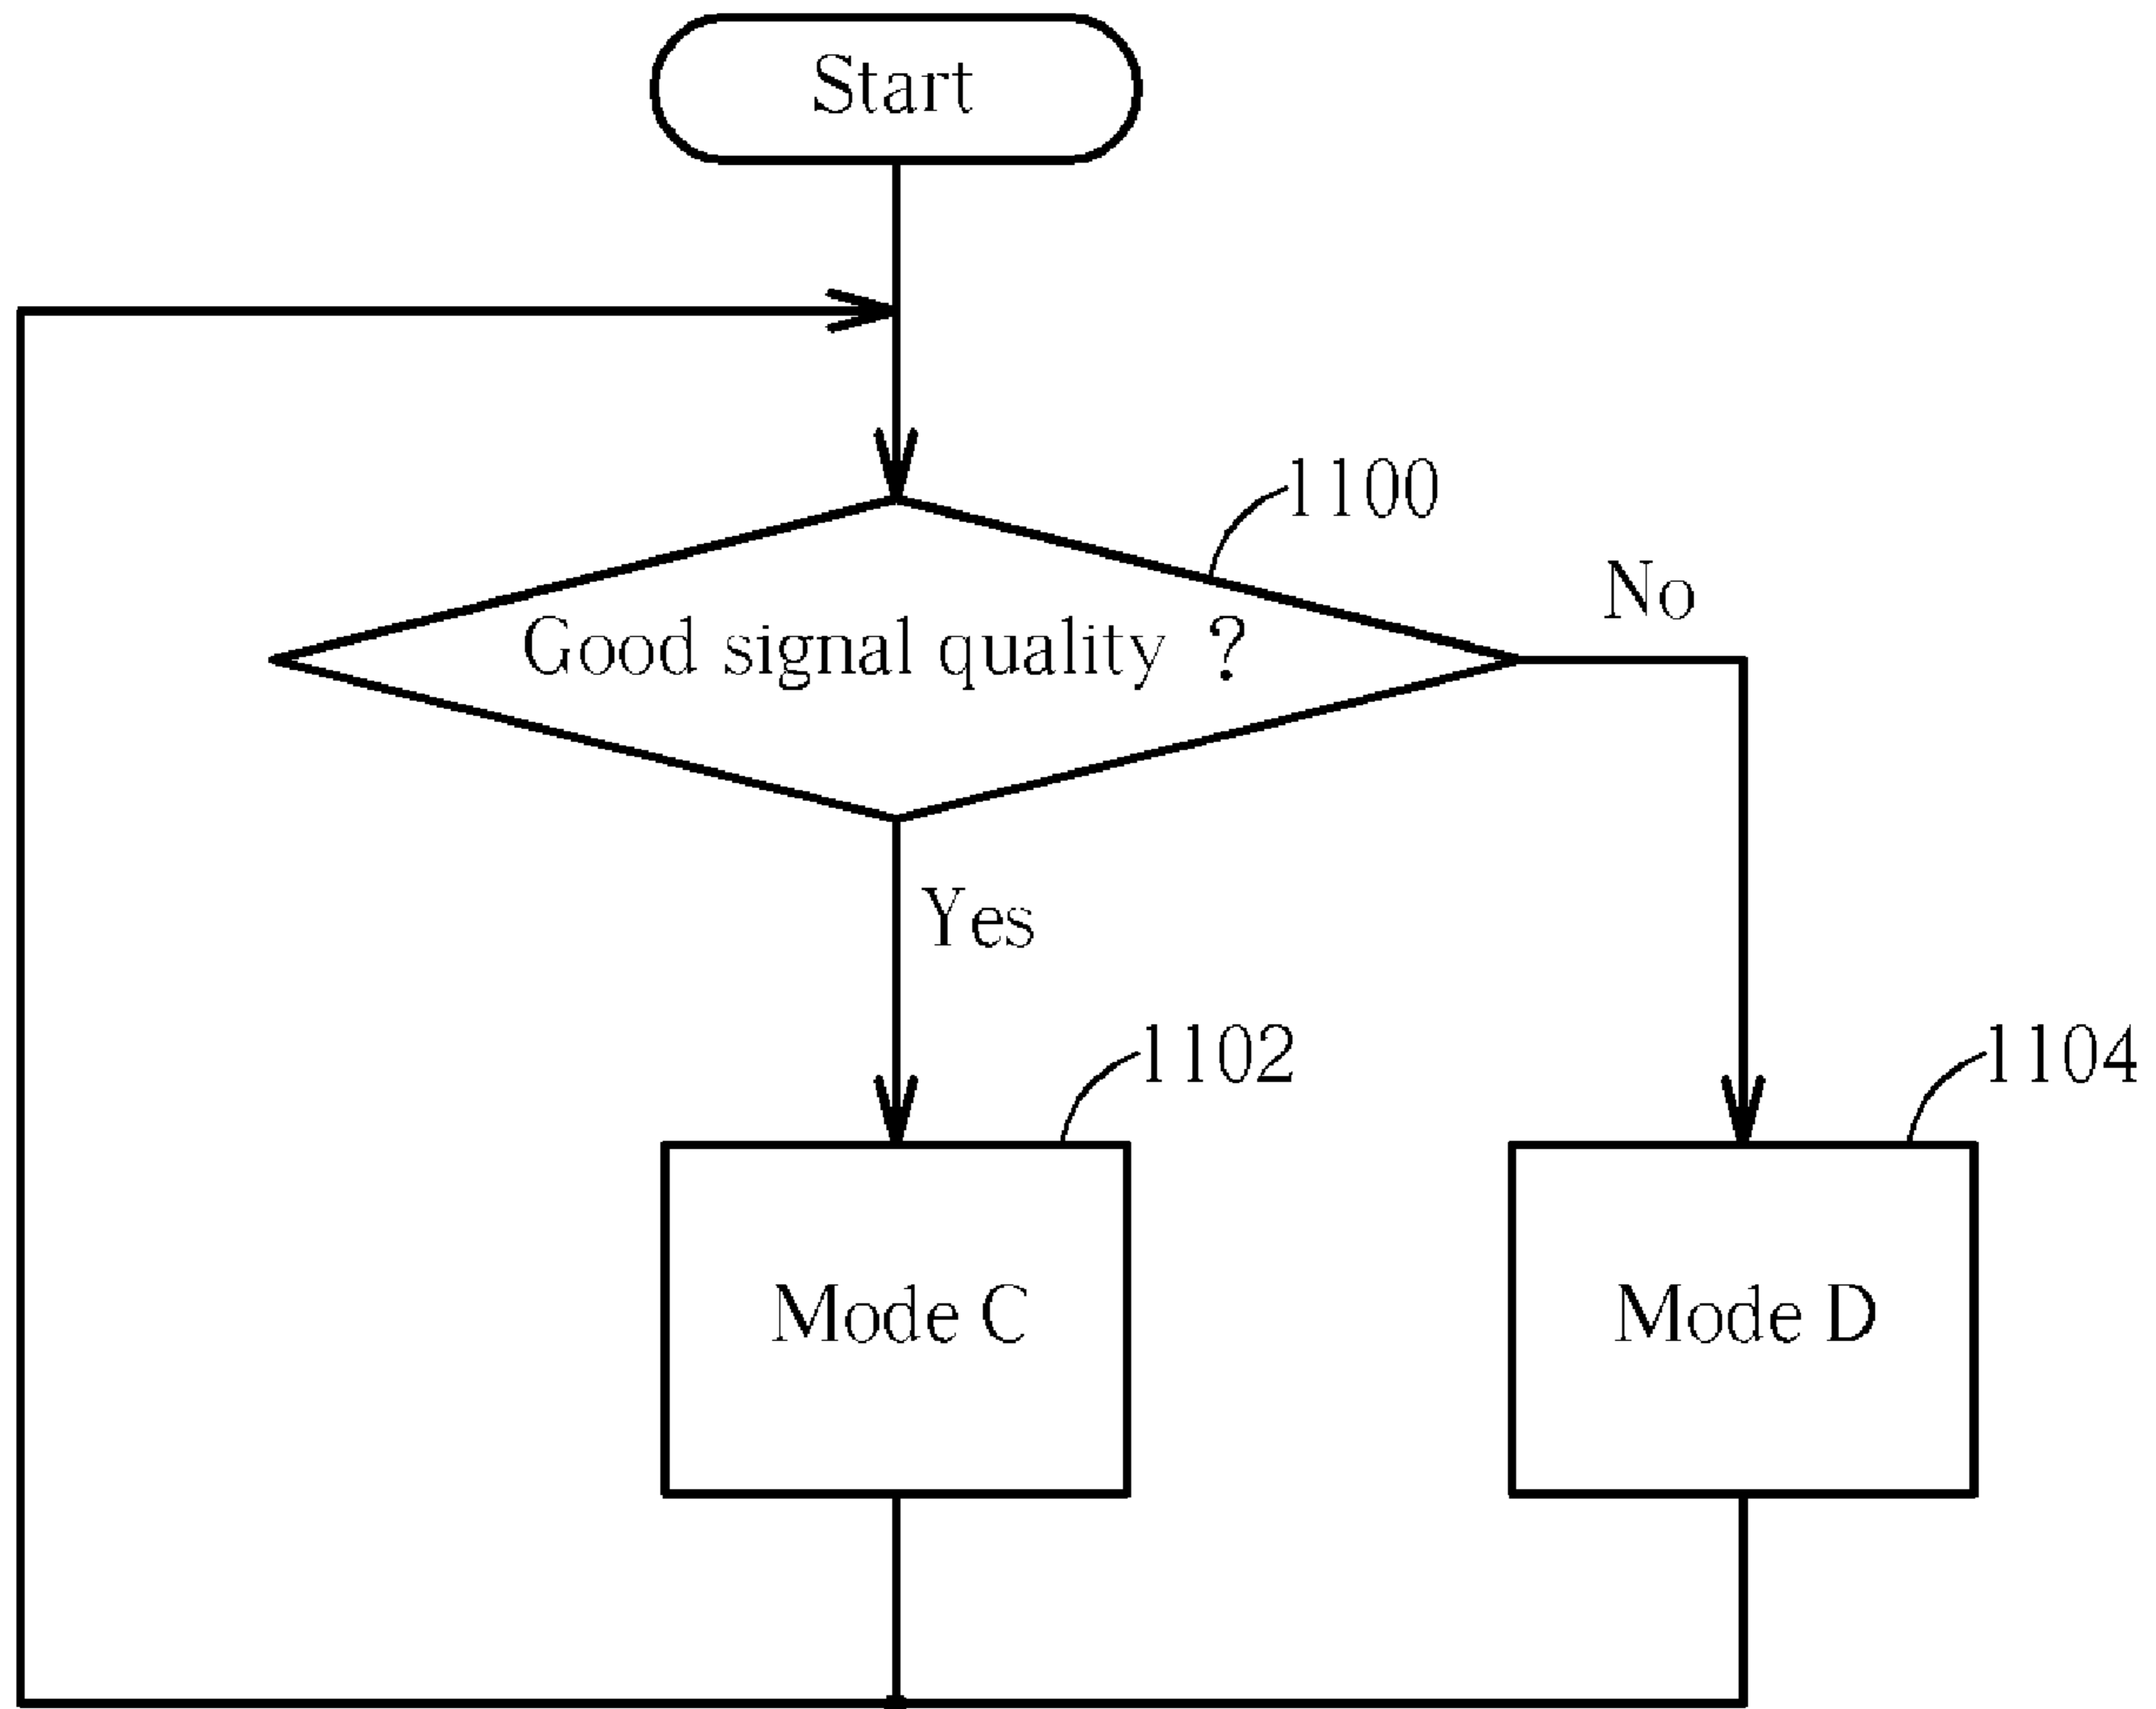 Start
1100
No
Good signal quality ?
Yes
1102
1104
Mode C
Mode D